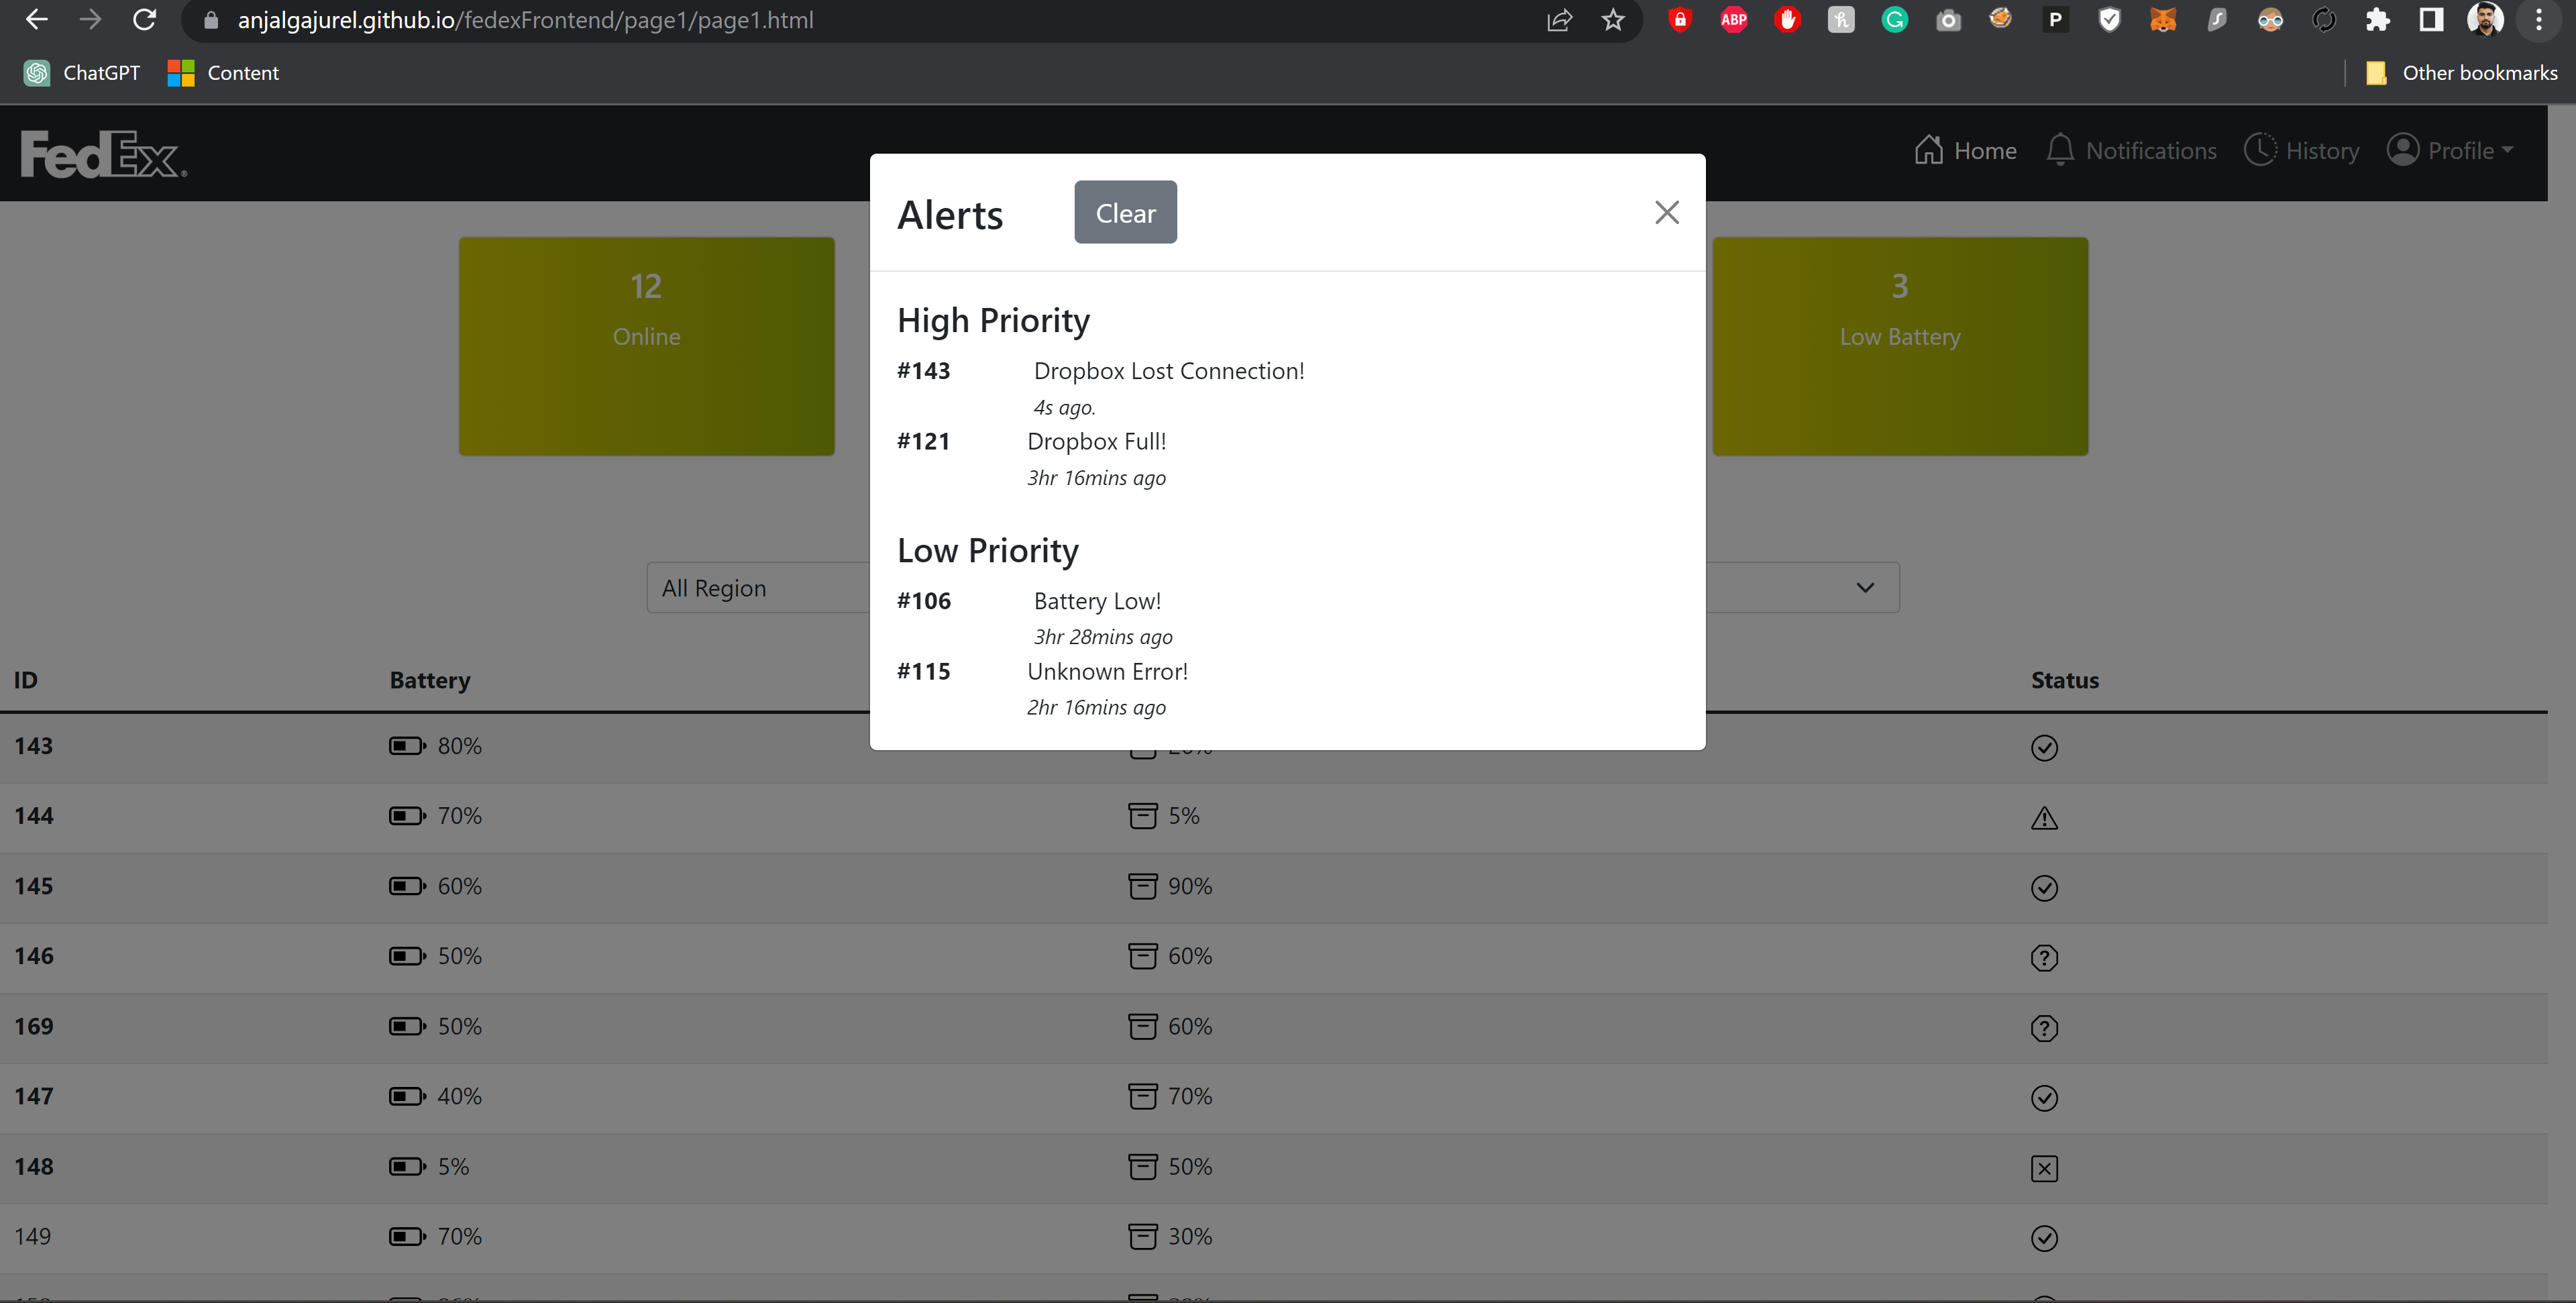 anjalgajurel.github.io/fedexFrontend/page1/page1.html
ABP
P
ChatGPT Content Other bookmarks
FedEx®
Home Notifications History Profile
Alerts Clear
12
Online
3
Low Battery
High Priority
#143 Dropbox Lost Connection!
4s ago.
#121 Dropbox Full!
3hr 16mins ago
Low Priority
All Region
#106 Battery Low!
3hr 28mins ago
#115 Unknown Error!
2hr 16mins ago
ID Battery Status
143 80%
144 70% 5%
145 60% 90%
146 50% 60%
169 50% 60%
147 40% 70%
148 5% 50%
149 70% 30%